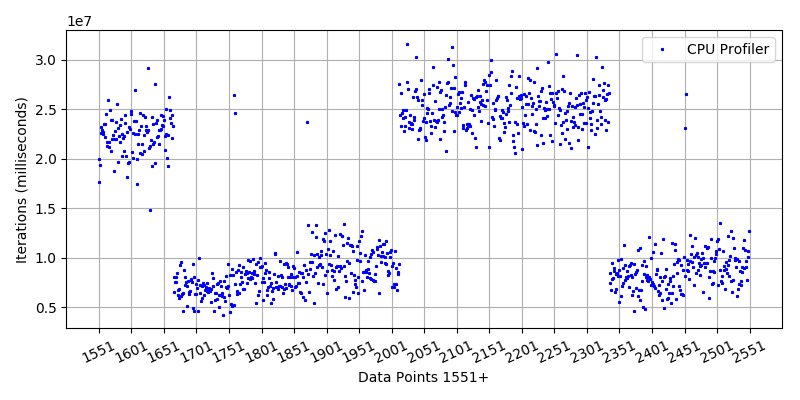 1e7
CPU Profiler
3.0
2.5
2.0
1.5
1.0
0.5
Iterations (milliseconds)
1551 1601 1651 1701 1751 1801 1851 1901 1951 2001 2051 2101 2151 2201 2251 2301 2351 2401 2451 2501 2551
Data Points 1551+